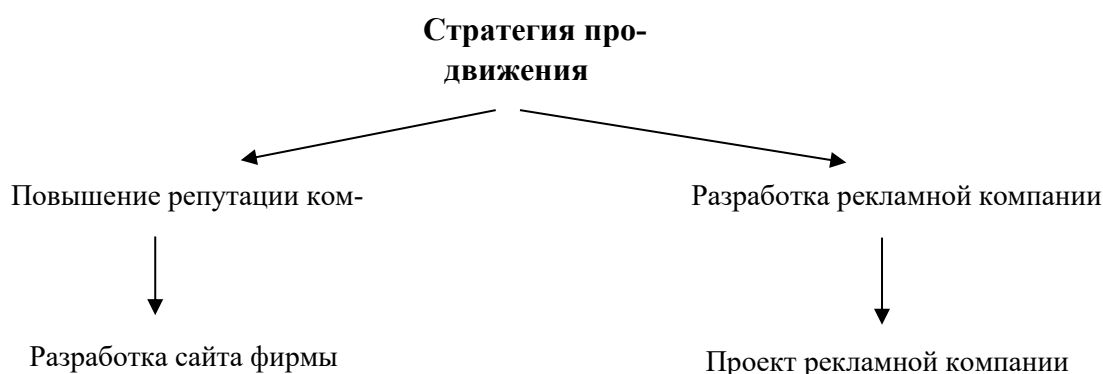 Стратегия про-
движения
Повышение репутации ком-
Разработка рекламной компании
Разработка сайта фирмы
Проект рекламной компании